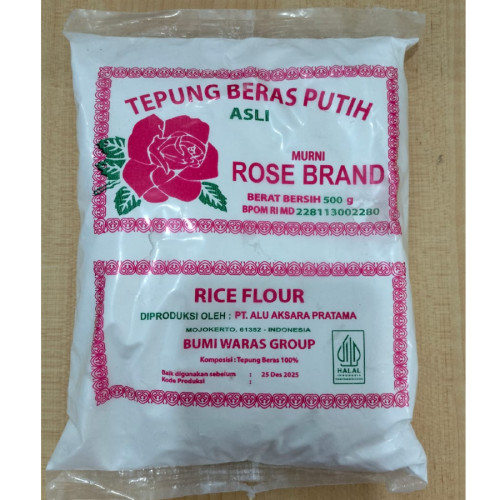 TEPUNG BERAS PUTIH
ASLI
MURNI
ROSE BRAND
BERAT BERSIH 500 g
BPOM RI MD 228113002280
RICE FLOUR
DIPRODUKSI OLEH : PT. ALU AKSARA PRATAMA
MOJOKERTO, 61382 - INDONESIA
BUMI WARAS GROUP
Komposisi : Tepung Beras 100%
Baik digunakan sebelum : 25 Des 2025
Kode Produksi :
HALAL
INDONESIA